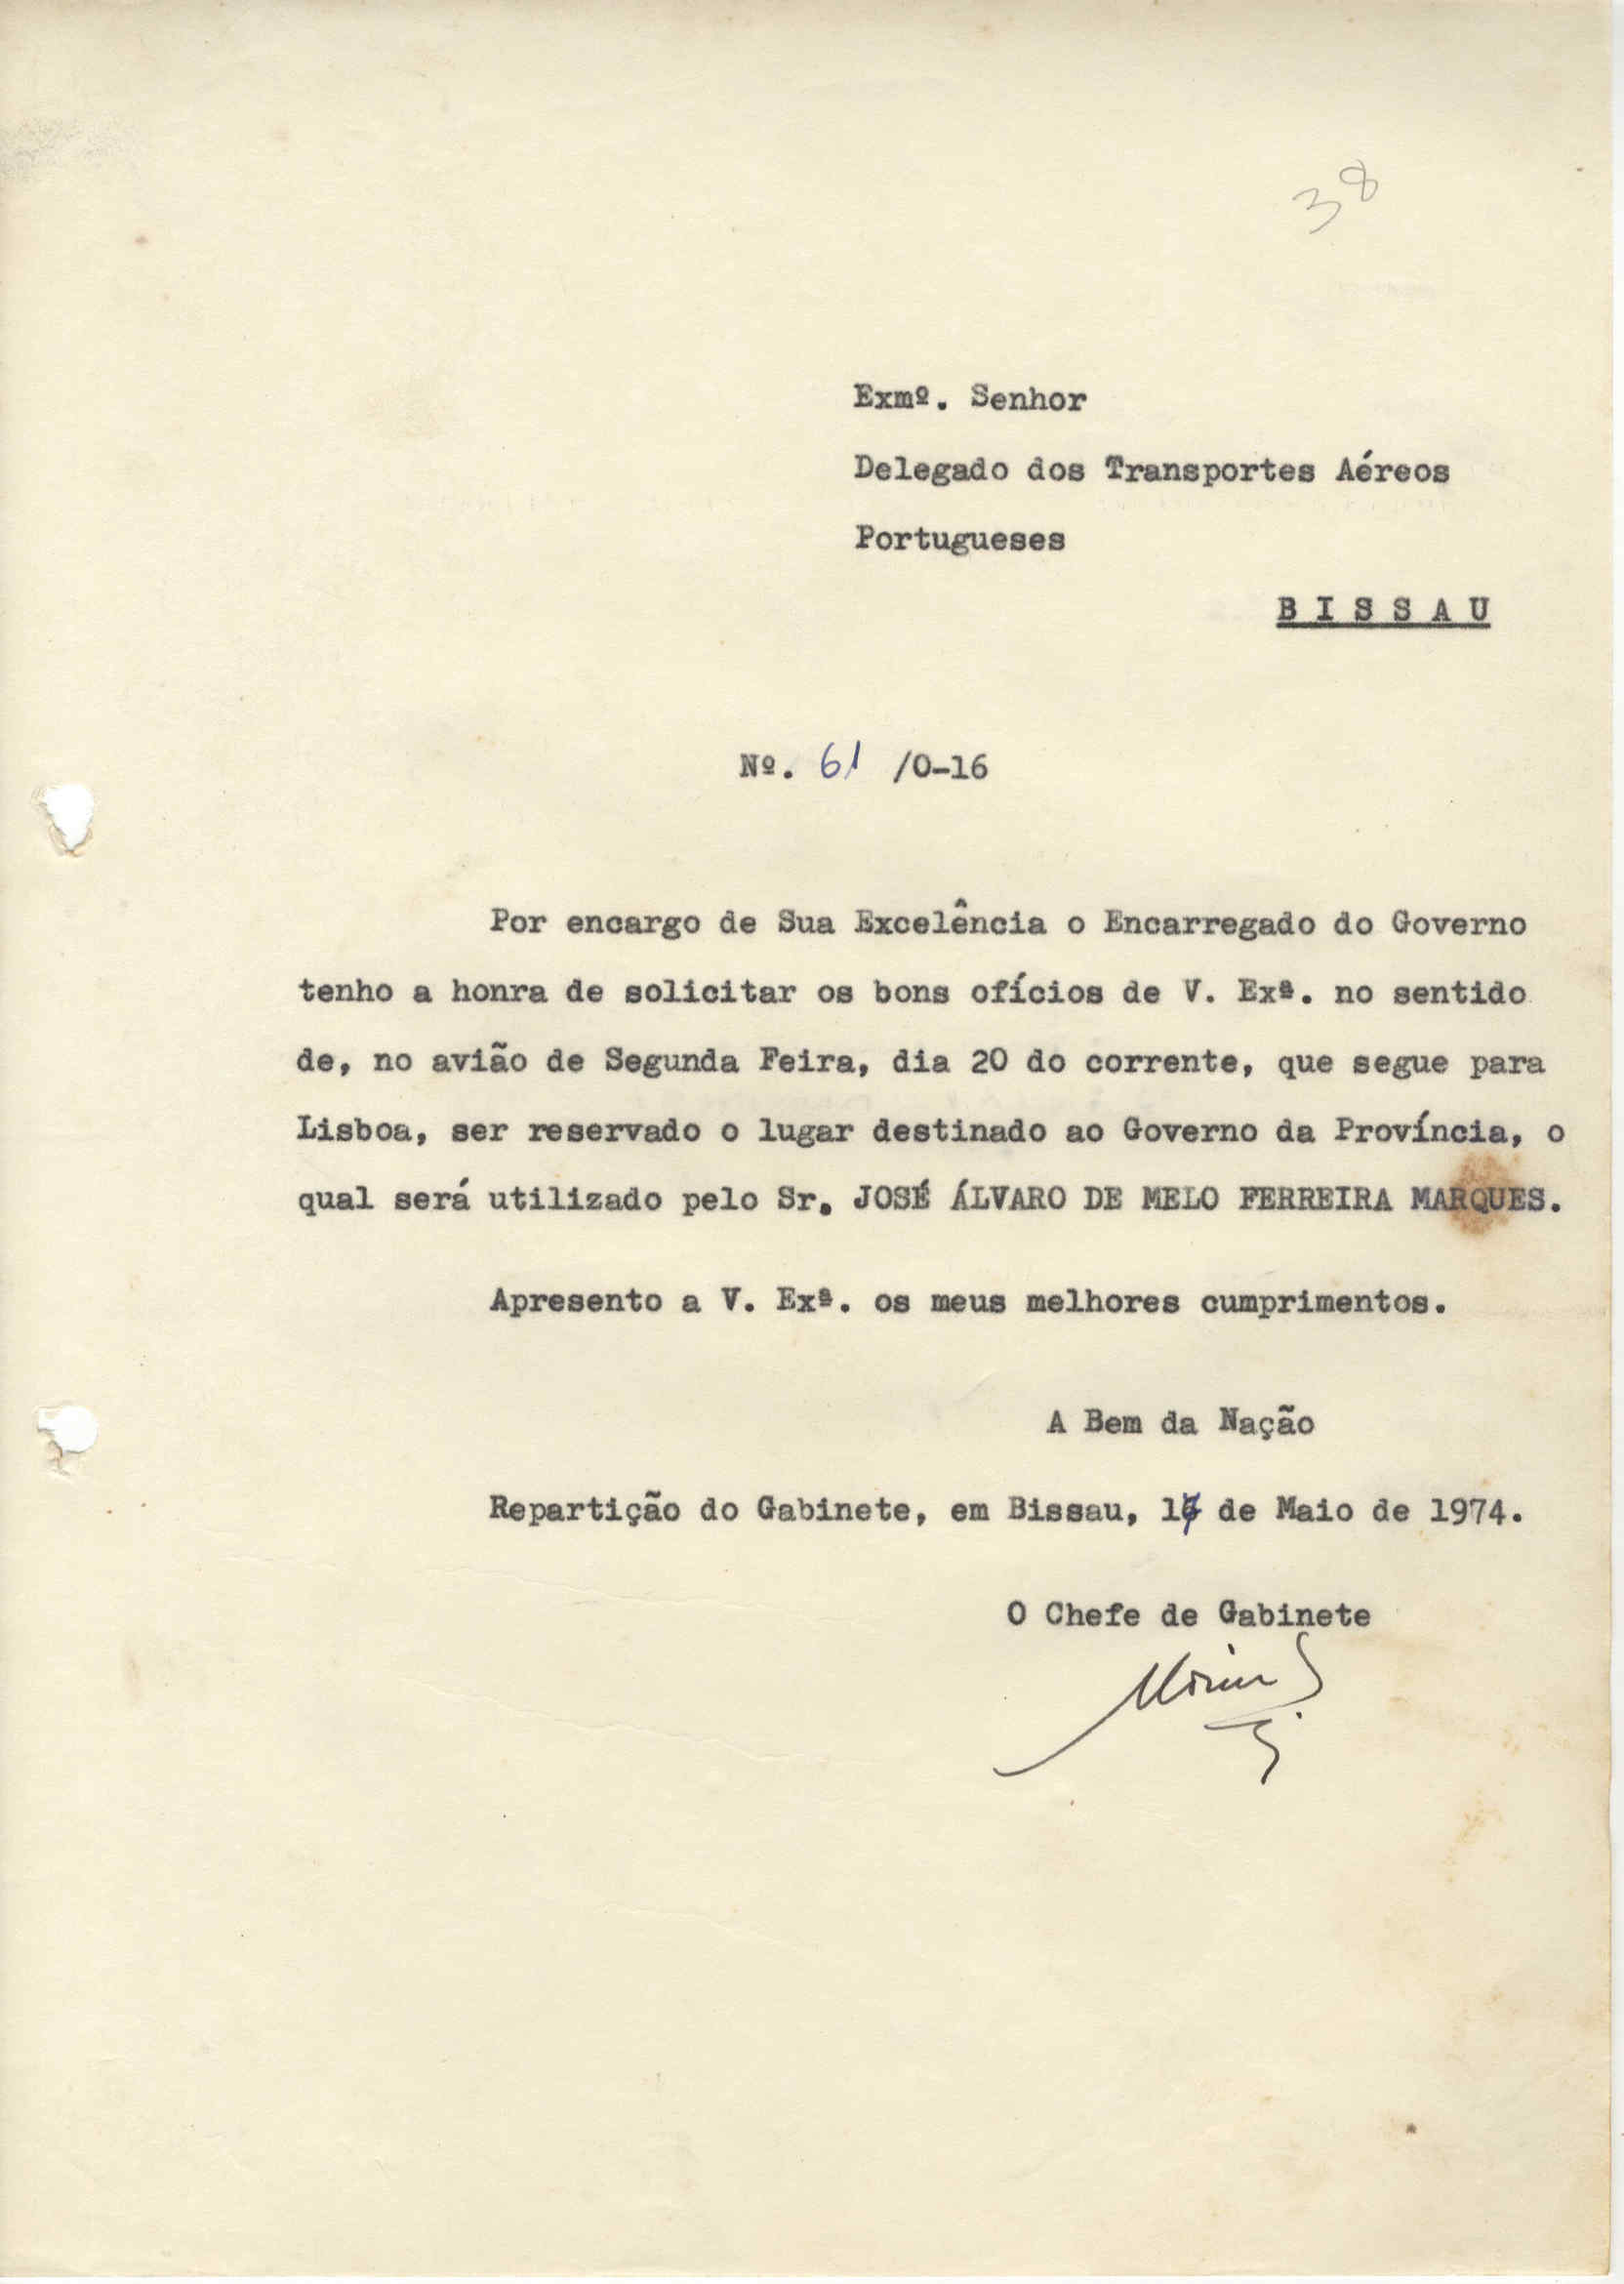 38
Exmº. Senhor
Delegado dos Transportes Aéreos
Portugueses
B I S S A U
Nº. 61 /0-16
Por encargo de Sua Excelência o Encarregado do Governo
tenho a honra de solicitar os bons ofícios de V. Exª. no sentido
de, no avião de Segunda Feira, dia 20 do corrente, que segue para
Lisboa, ser reservado o lugar destinado ao Governo da Província, o
qual será utilizado pelo Sr. JOSÉ ÁLVARO DE MELO FERREIRA MARQUES.
Apresento a V. Exª. os meus melhores cumprimentos.
A Bem da Nação
Repartição do Gabinete, em Bissau, 17 de Maio de 1974.
O Chefe de Gabinete